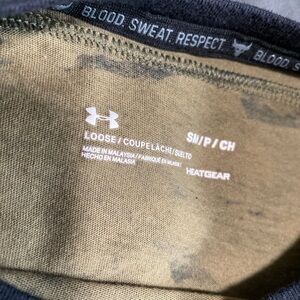 BLOOD. SWEAT. RESPECT.
BLOOD. S
LOOSE / COUPE LÂCHE / SUELTO
SM/P/CH
MADE IN MALAYSIA / FABRIQUÉ EN MALAISIE
HECHO EN MALASIA
HEATGEAR